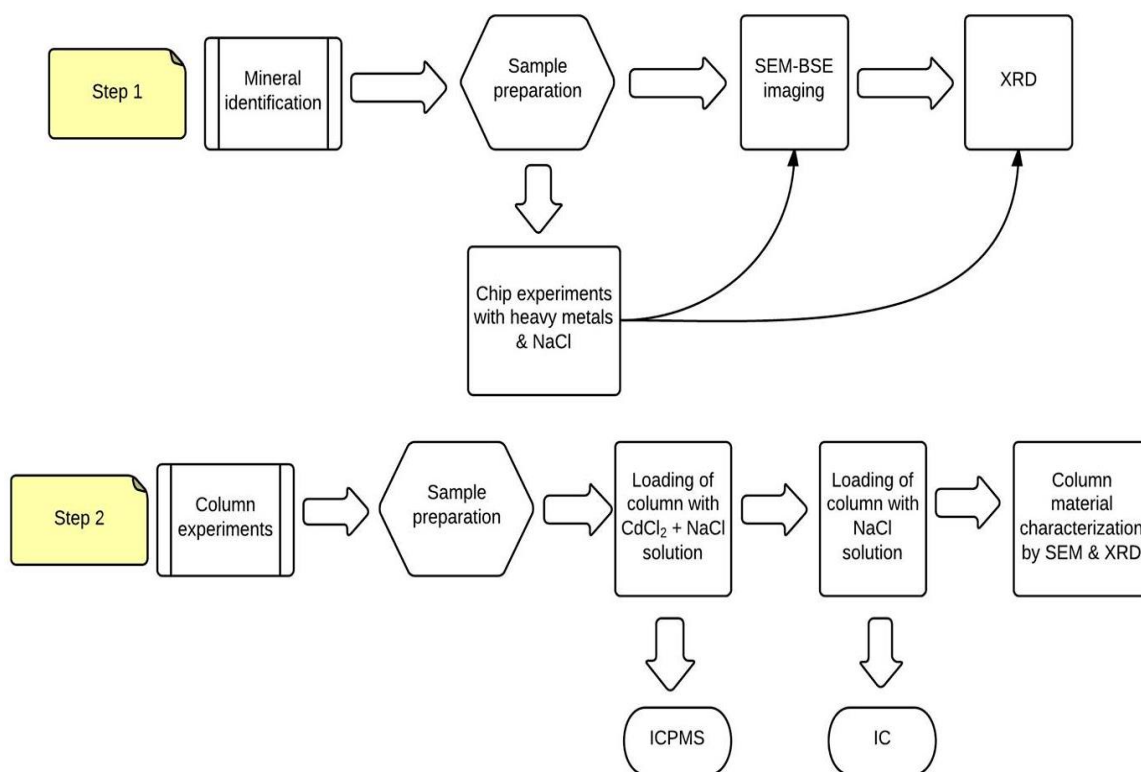 Step 1
Mineral
identification
Sample
preparation
SEM-BSE
imaging
XRD
Chip experiments
with heavy metals
& NaCl
Step 2
Column
experiments
Sample
preparation
Loading of
column with
CdCl₂ + NaCl
solution
Loading of
column with
NaCl
solution
Column
material
characterization
by SEM & XRD
ICPMS
IC